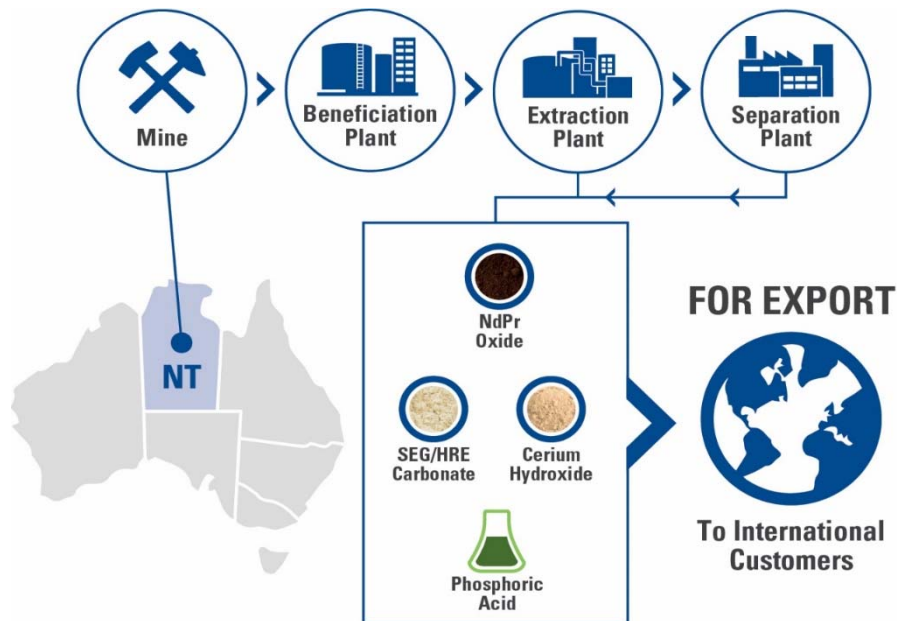 Mine
Beneficiation
Plant
Extraction
Plant
Separation
Plant
NT
NdPr
Oxide
SEG/HRE
Carbonate
Cerium
Hydroxide
Phosphoric
Acid
FOR EXPORT
To International
Customers